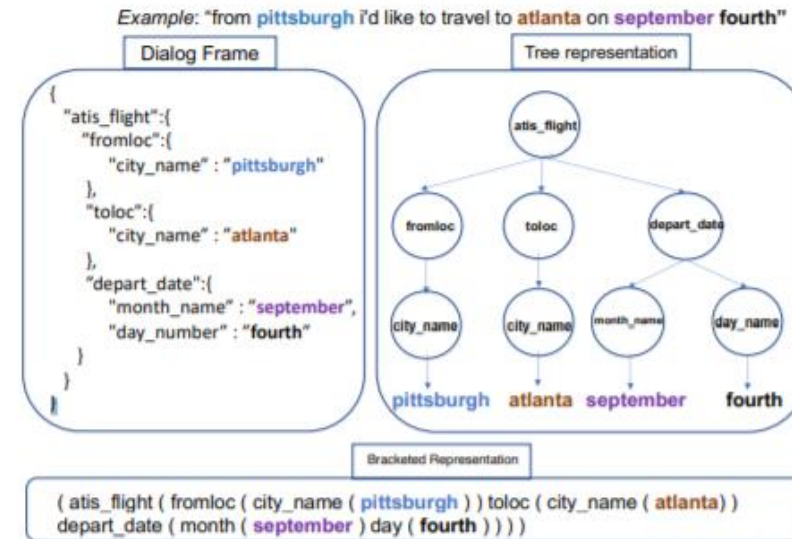 Example: “from pittsburgh i'd like to travel to atlanta on september fourth”
Dialog Frame
{
"atis_flight":{
"fromloc":{
"city_name" : "pittsburgh"
},
"toloc":{
"city_name" : "atlanta"
},
"depart_date":{
"month_name" : "september",
"day_number" : "fourth"
}
}
}
Tree representation
atis_flight
fromloc toloc depart_date
city_name city_name month_name day_name
pittsburgh atlanta september fourth
Bracketed Representation
( atis_flight ( fromloc ( city_name ( pittsburgh ) ) toloc ( city_name ( atlanta) )
depart_date ( month ( september ) day ( fourth ) ) ) )